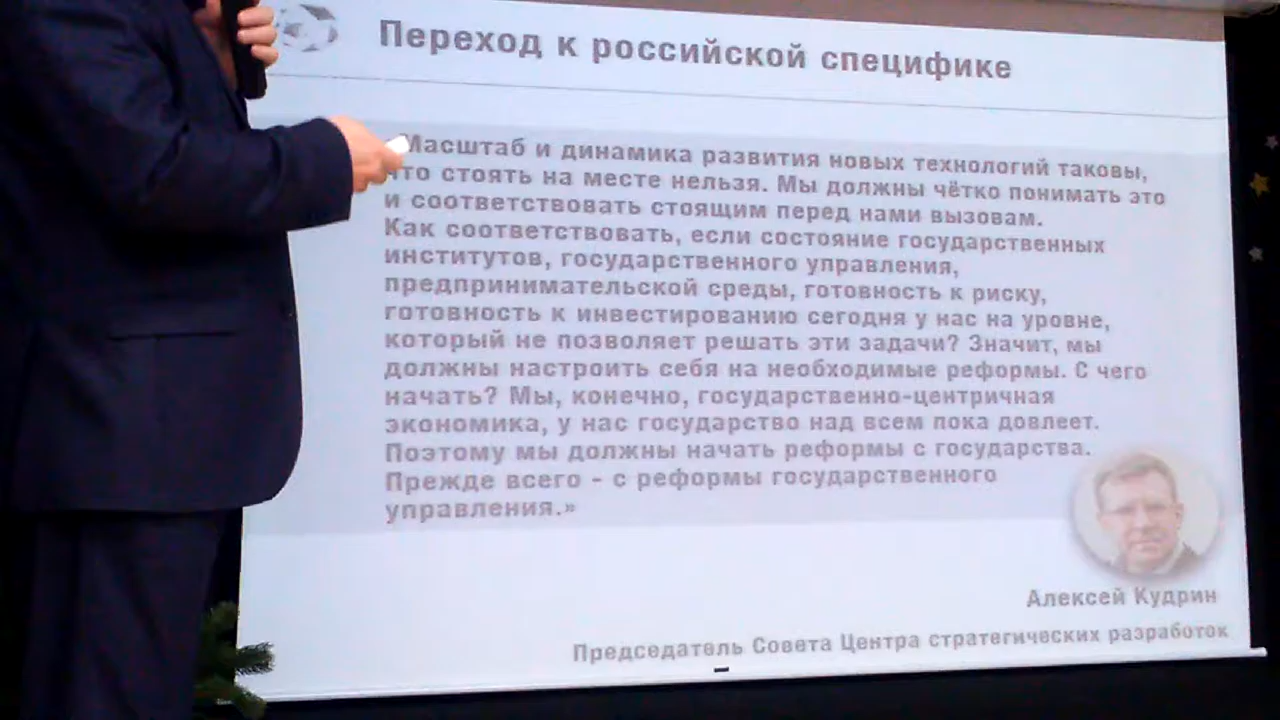 Переход к российской специфике
Масштаб и динамика развития новых технологий таковы,
что стоять на месте нельзя. Мы должны чётко понимать это
и соответствовать стоящим перед нами вызовам.
Как соответствовать, если состояние государственных
институтов, государственного управления,
предпринимательской среды, готовность к риску,
готовность к инвестированию сегодня у нас на уровне,
который не позволяет решать эти задачи? Значит, мы
должны настроить себя на необходимые реформы. С чего
начать? Мы, конечно, государственно-центричная
экономика, у нас государство над всем пока довлеет.
Поэтому мы должны начать реформы с государства.
Прежде всего - с реформы государственного
управления.»
Алексей Кудрин
Председатель Совета Центра стратегических разработок